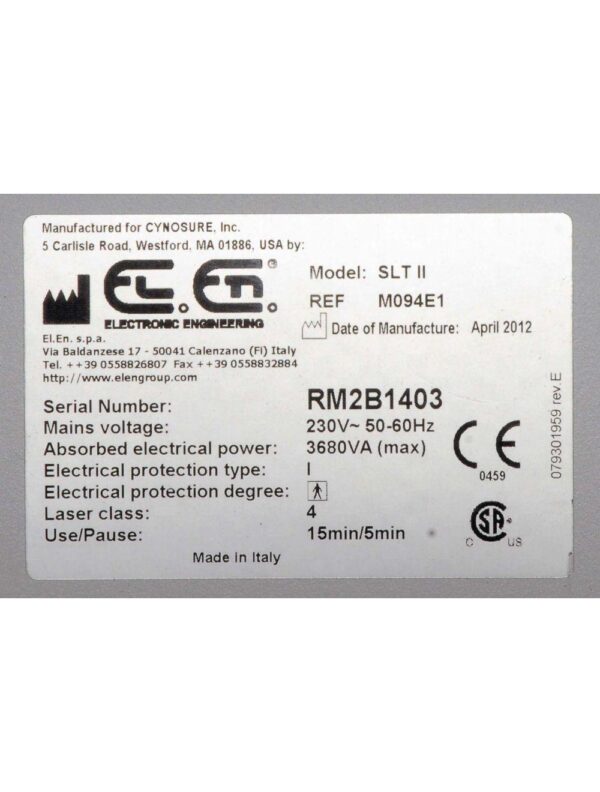 Manufactured for CYNOSURE, Inc.
5 Carlisle Road, Westford, MA 01886, USA by:
El.En.®
ELECTRONIC ENGINEERING
El.En. s.p.a.
Via Baldanzese 17 - 50041 Calenzano (FI) Italy
Tel. ++39 0558826807 Fax ++39 0558832884
http://www.elengroup.com
Model: SLT II
REF M094E1
Date of Manufacture: April 2012
Serial Number: RM2B1403
Mains voltage: 230V~ 50-60Hz
Absorbed electrical power: 3680VA (max)
Electrical protection type: I
Electrical protection degree:
Laser class: 4
Use/Pause: 15min/5min
Made in Italy
CE
0459
CSA
C US
079301959 rev.E